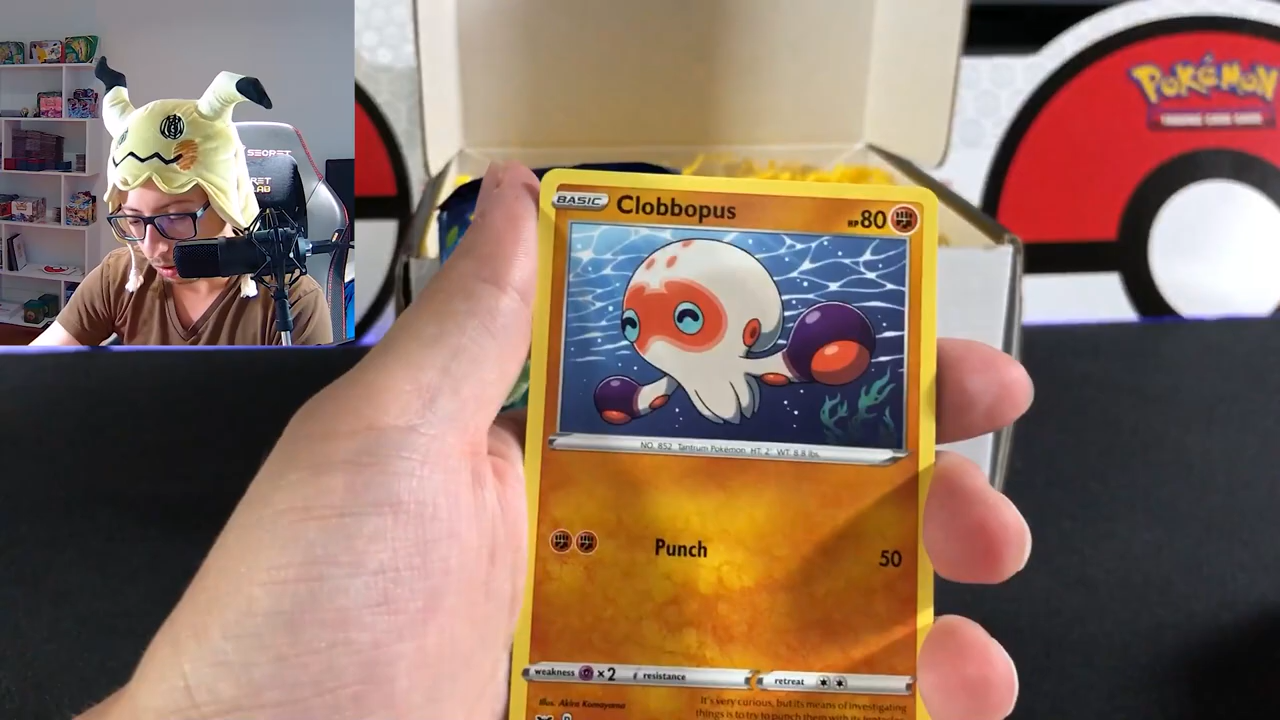 POKéMON
TRADING CARD GAME
SECRET
LAB
BASIC Clobbopus HP 80
NO. 852 Tantrum Pokémon HT. 2' WT. 8.8 lbs.
Punch 50
weakness ×2 resistance retreat
Illus. Akira Komayama
It's very curious, but its means of investigating
things is to try to punch them with its tentacles.